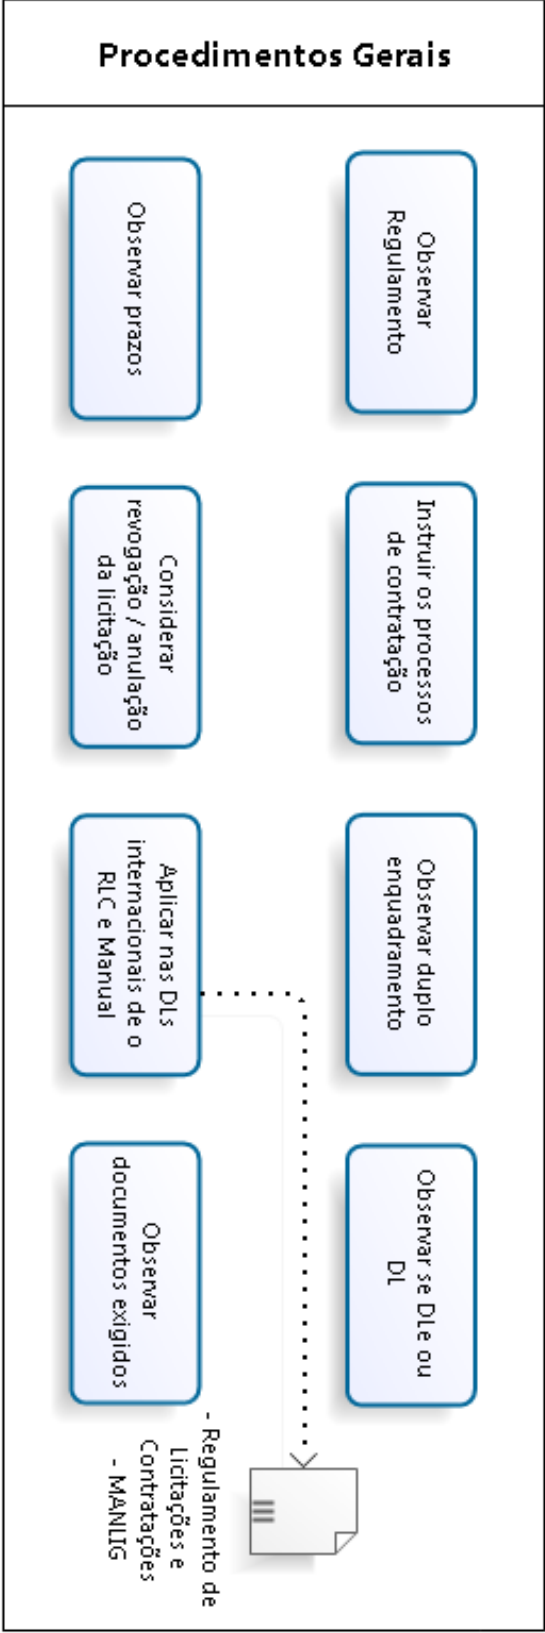 Procedimentos Gerais
Observar
Regulamento
Instruir os processos
de contratação
Observar duplo
enquadramento
Observar se DLe ou
DL
Observar prazos
Considerar
revogação / anulação
da licitação
Aplicar nas DLs
internacionais de o
RLC e Manual
Observar
documentos exigidos
- Regulamento de
Licitações e
Contratações
- MANLIG